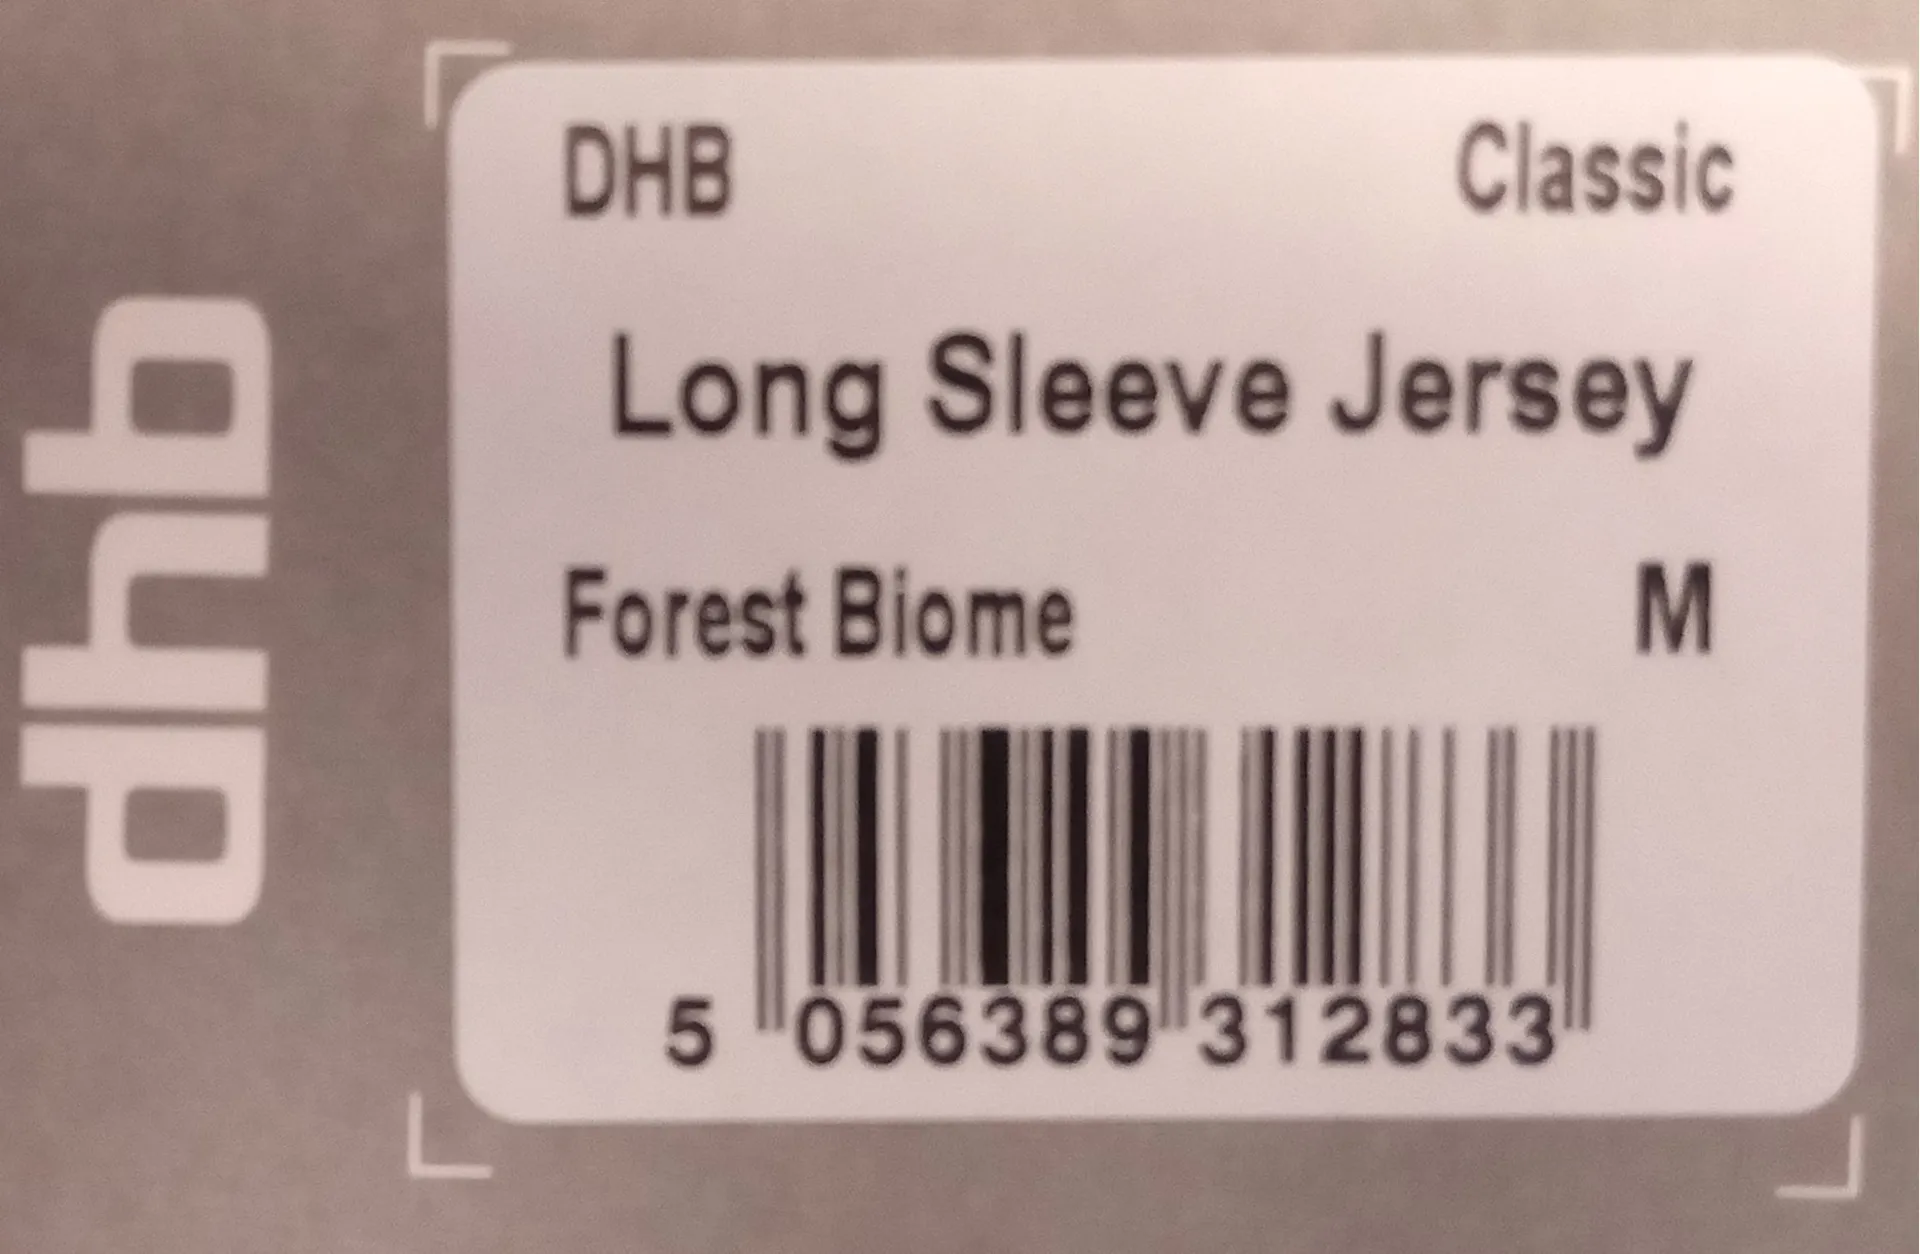 dhb
DHB Classic
Long Sleeve Jersey
Forest Biome M
5 056389 312833